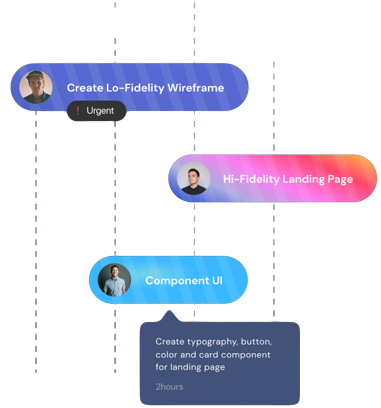 Create Lo-Fidelity Wireframe
! Urgent
Hi-Fidelity Landing Page
Component UI
Create typography, button,
color and card component
for landing page
2hours